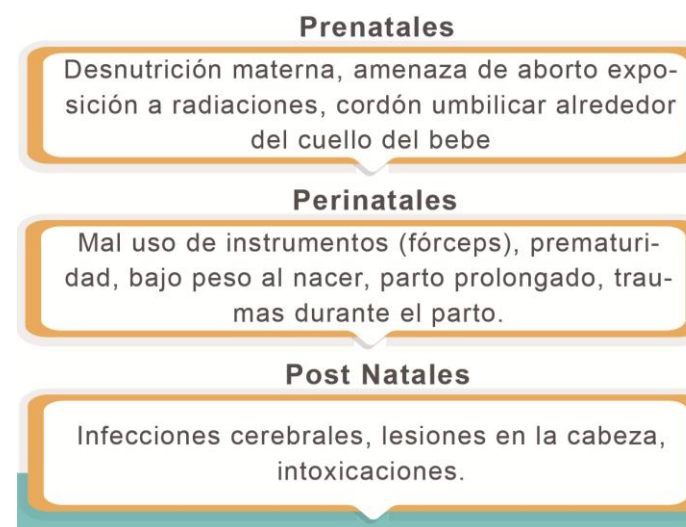 Prenatales
Desnutrición materna, amenaza de aborto expo-
sición a radiaciones, cordón umbilicar alrededor
del cuello del bebe
Perinatales
Mal uso de instrumentos (fórceps), prematuri-
dad, bajo peso al nacer, parto prolongado, trau-
mas durante el parto.
Post Natales
Infecciones cerebrales, lesiones en la cabeza,
intoxicaciones.